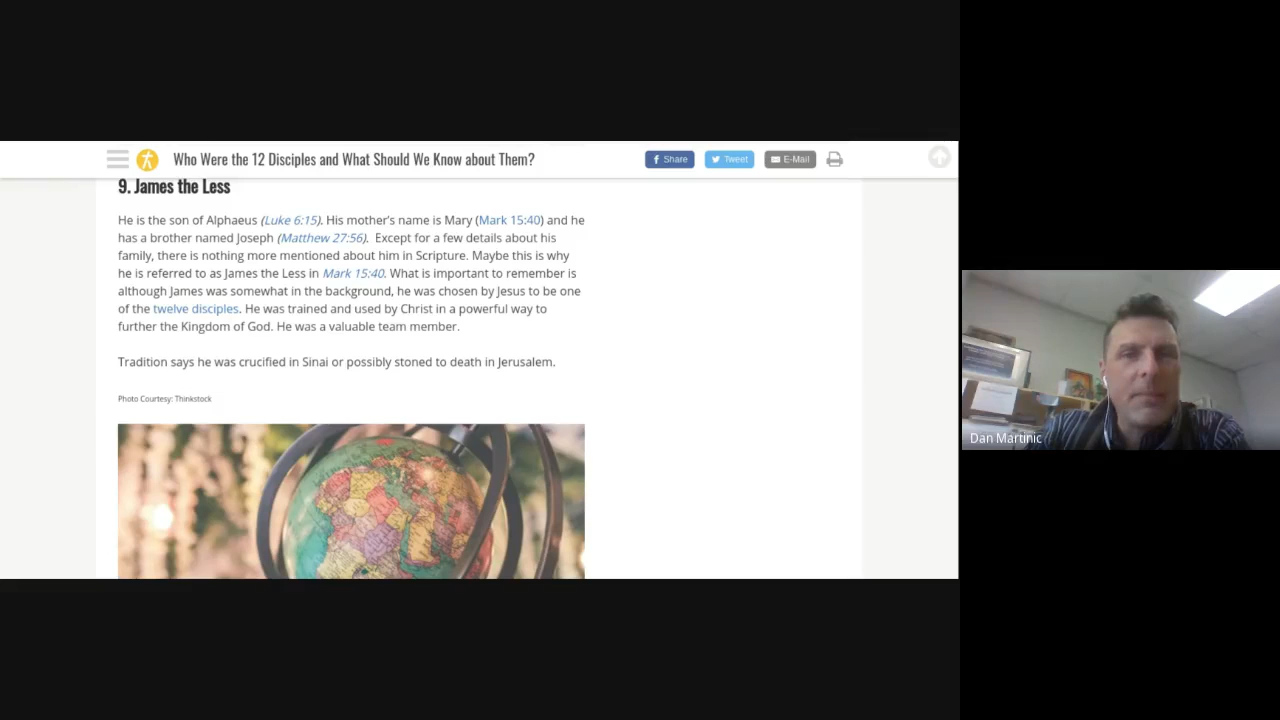 Who Were the 12 Disciples and What Should We Know about Them?
Share
Tweet
E-Mail
9. James the Less
He is the son of Alphaeus (Luke 6:15). His mother's name is Mary (Mark 15:40) and he
has a brother named Joseph (Matthew 27:56).  Except for a few details about his
family, there is nothing more mentioned about him in Scripture. Maybe this is why
he is referred to as James the Less in Mark 15:40. What is important to remember is
although James was somewhat in the background, he was chosen by Jesus to be one
of the twelve disciples. He was trained and used by Christ in a powerful way to
further the Kingdom of God. He was a valuable team member.
Tradition says he was crucified in Sinai or possibly stoned to death in Jerusalem.
Photo Courtesy: Thinkstock
Dan Martinic